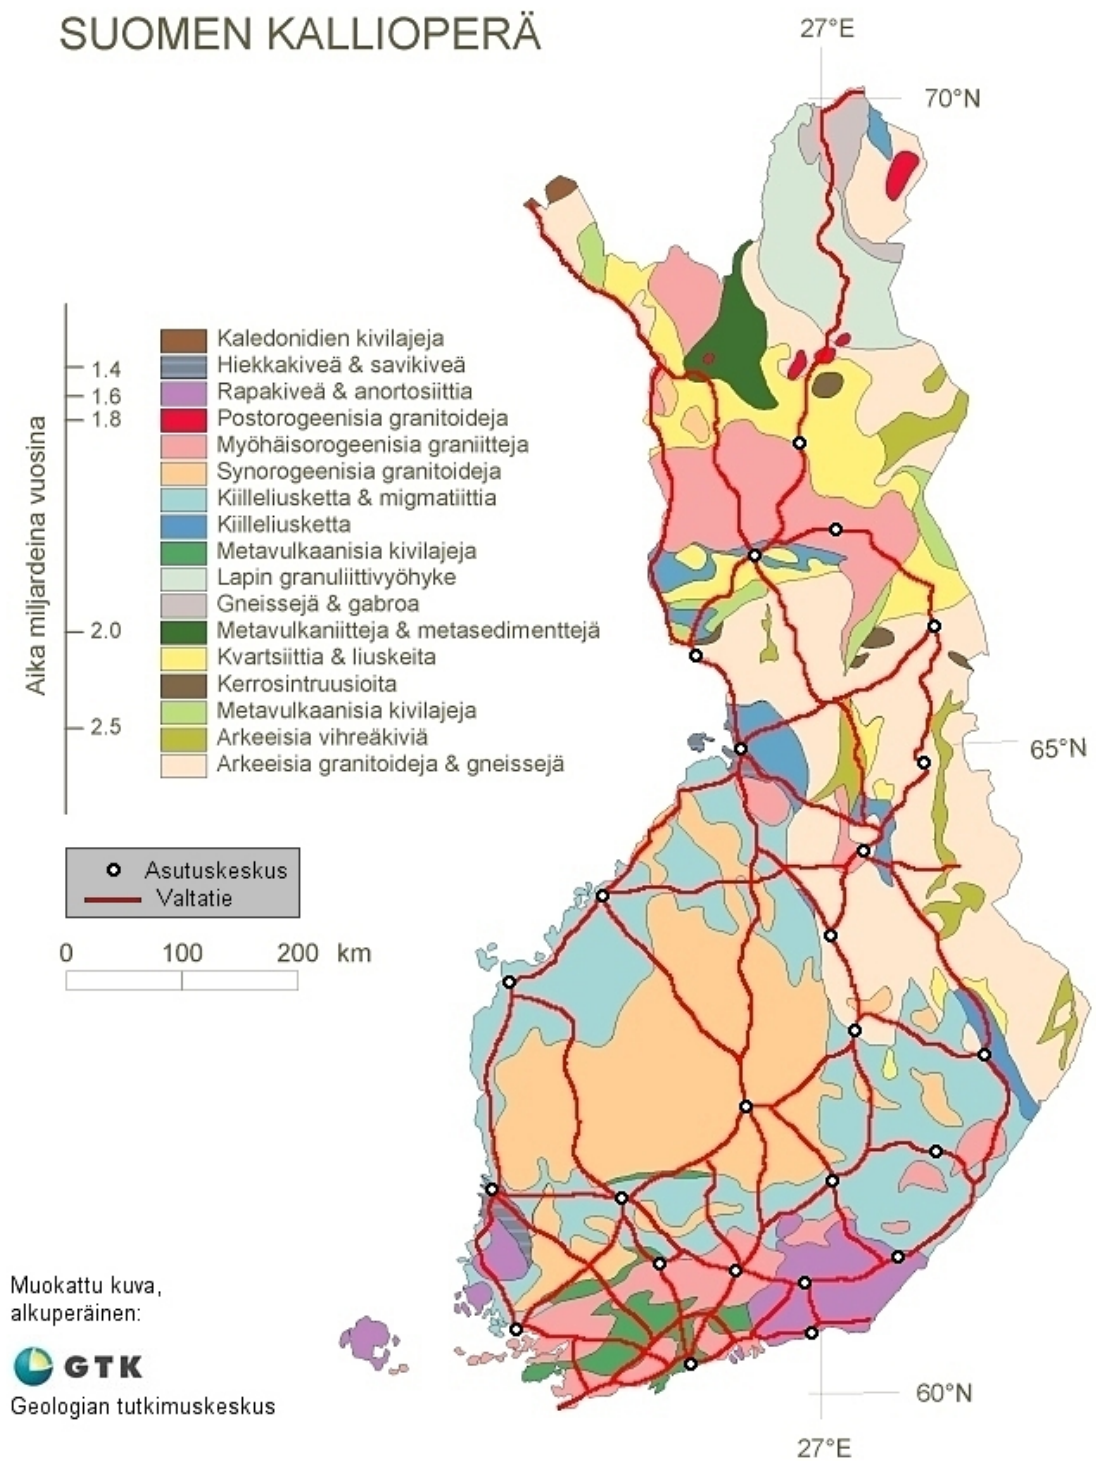 SUOMEN KALLIOPERÄ
27°E
70°N
Aika miljardeina vuosina
1.4
1.6
1.8
2.0
2.5
Kaledonidien kivilajeja
Hiekkakiveä & savikiveä
Rapakiveä & anortosiittia
Postorogeenisia granitoideja
Myöhäisorogeenisia graniitteja
Synorogeenisia granitoideja
Kiilleliusketta & migmatiittia
Kiilleliusketta
Metavulkaanisia kivilajeja
Lapin granuliittivyöhyke
Gneissejä & gabroa
Metavulkaniitteja & metasedimenttejä
Kvartsiittia & liuskeita
Kerrosintruusioita
Metavulkaanisia kivilajeja
Arkeeisia vihreäkiviä
Arkeeisia granitoideja & gneissejä
65°N
Asutuskeskus
Valtatie
0 100 200 km
Muokattu kuva,
alkuperäinen:
GTK
Geologian tutkimuskeskus
60°N
27°E